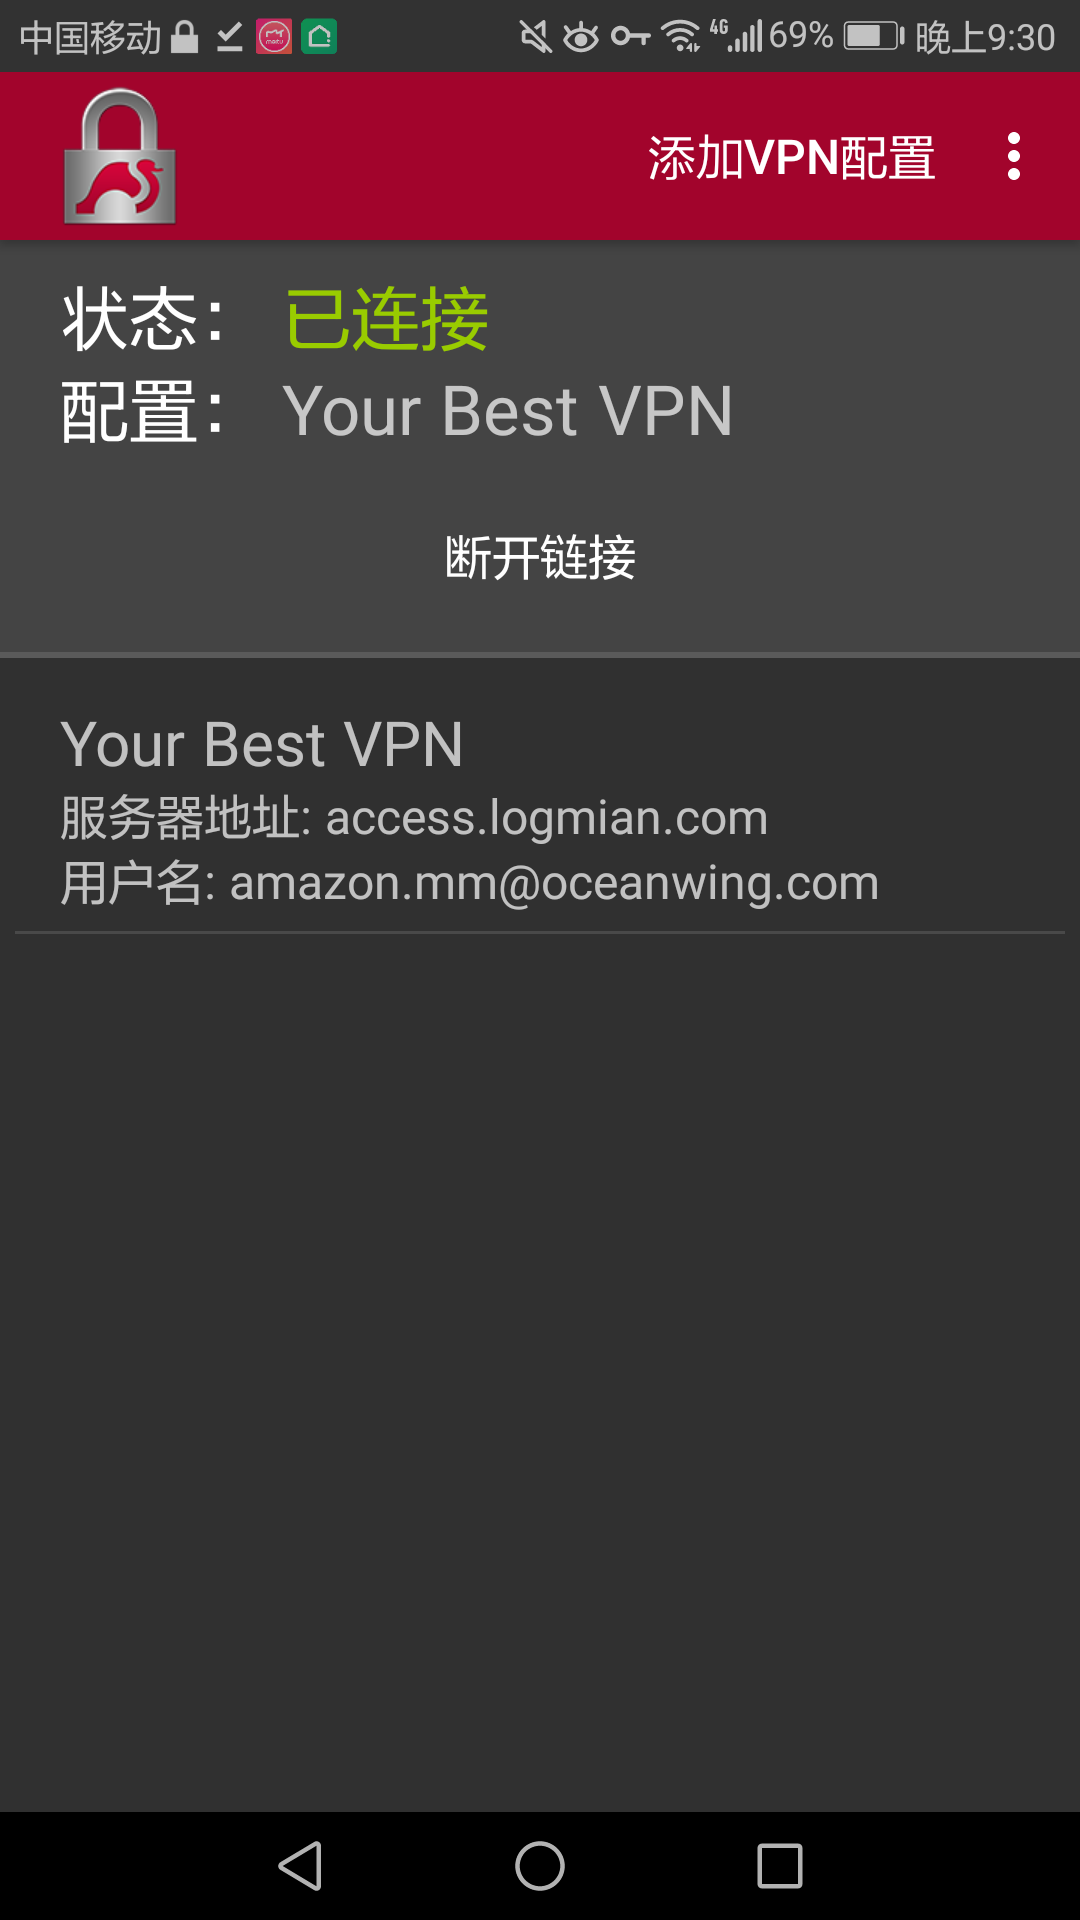 中国移动 4G 69% 晚上9:30
添加VPN配置
状态： 已连接
配置： Your Best VPN
断开链接
Your Best VPN
服务器地址: access.logmian.com
用户名: amazon.mm@oceanwing.com